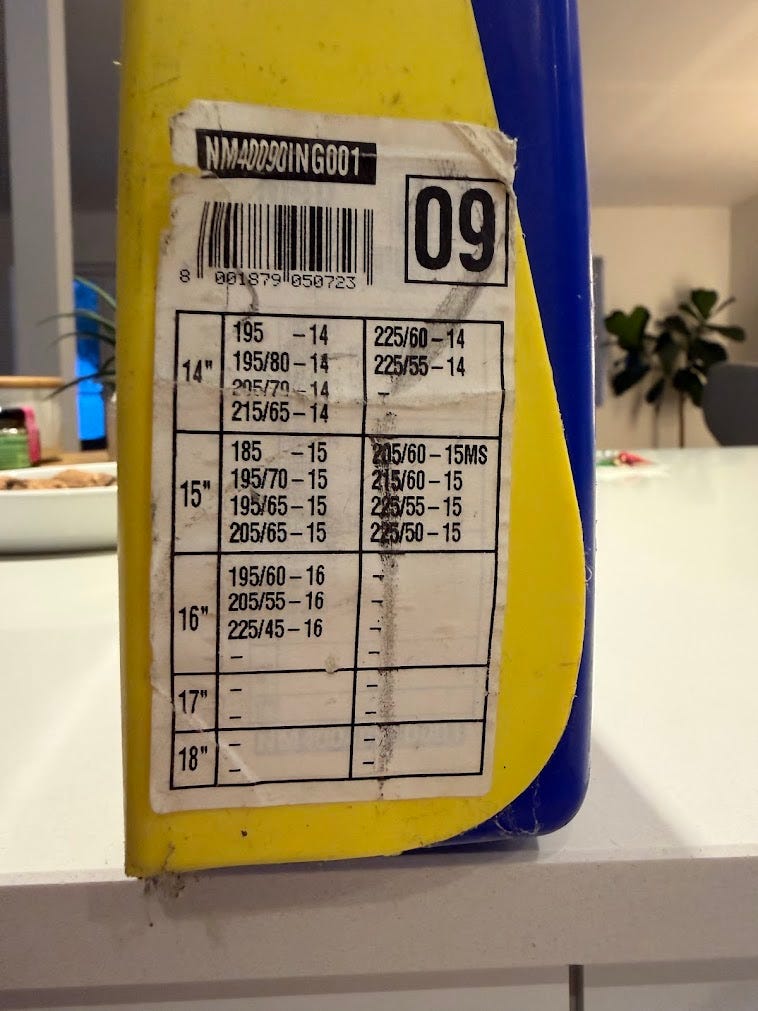 NM40090ING001
09
8 001879 050723
14"
195 – 14
195/80 – 14
205/70 – 14
215/65 – 14
225/60 – 14
225/55 – 14
–
15"
185 – 15
195/70 – 15
195/65 – 15
205/65 – 15
205/60 – 15MS
215/60 – 15
225/55 – 15
225/50 – 15
16"
195/60 – 16
205/55 – 16
225/45 – 16
–
–
–
–
–
17"
–
–
–
–
18"
–
–
–
–